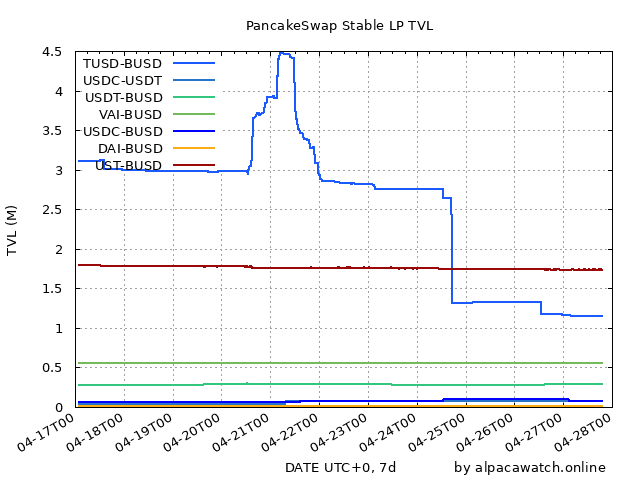 PancakeSwap Stable LP TVL
4.5
4
3.5
3
2.5
2
1.5
1
0.5
0
TVL (M)
TUSD-BUSD
USDC-USDT
USDT-BUSD
VAI-BUSD
USDC-BUSD
DAI-BUSD
UST-BUSD
04-17T00
04-18T00
04-19T00
04-20T00
04-21T00
04-22T00
04-23T00
04-24T00
04-25T00
04-26T00
04-27T00
04-28T00
DATE UTC+0, 7d
by alpacawatch.online